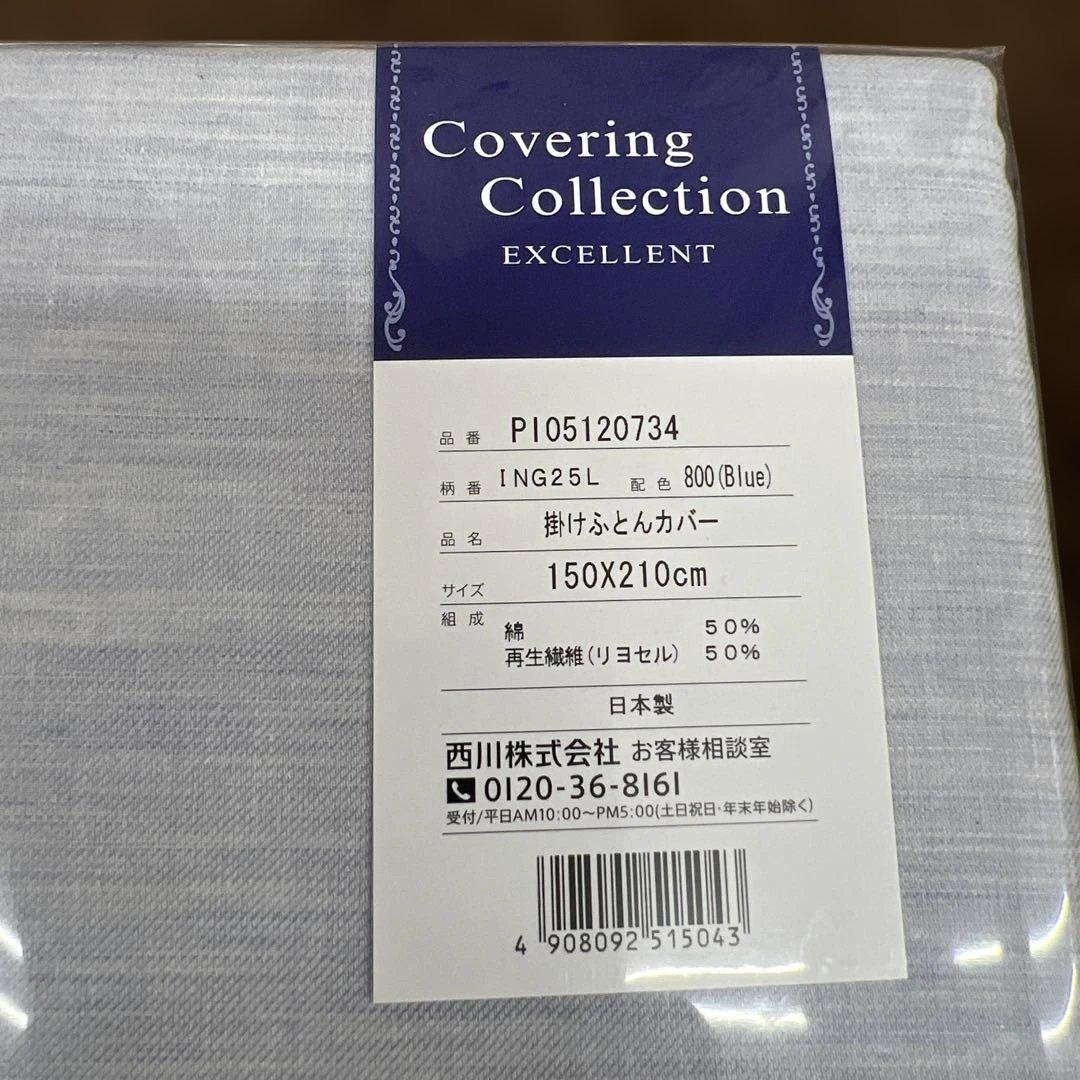 Covering
Collection
EXCELLENT
品番 PI05120734
柄番 ING25L 配色 800(Blue)
品名 掛けふとんカバー
サイズ 150X210cm
組成
綿 50%
再生繊維(リヨセル) 50%
日本製
西川株式会社 お客様相談室
0120-36-8161
受付/平日AM10:00〜PM5:00(土日祝日・年末年始除く)
4 908092 515043